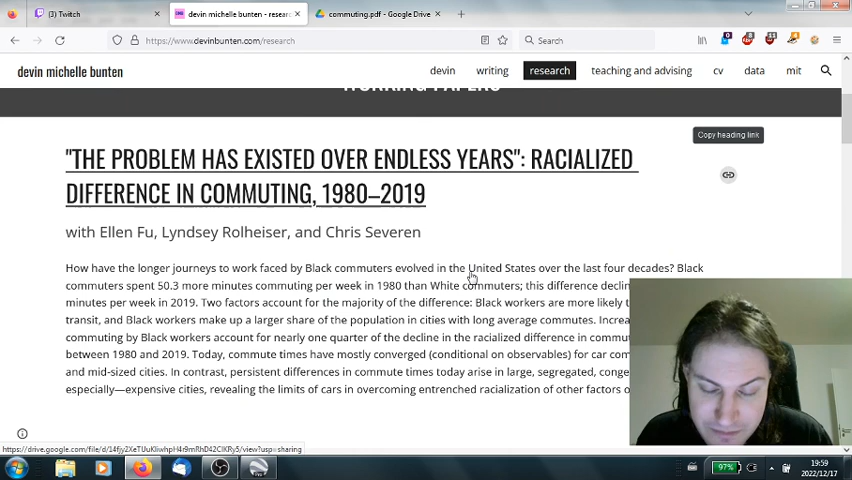 (3) Twitch
devin michelle bunten - resear
commuting.pdf - Google Drive
https://www.devinbunten.com/research
Search
devin michelle bunten
devin
writing
research
teaching and advising
cv
data
mit
WORKING PAPERS
Copy heading link
"THE PROBLEM HAS EXISTED OVER ENDLESS YEARS": RACIALIZED
DIFFERENCE IN COMMUTING, 1980–2019
with Ellen Fu, Lyndsey Rolheiser, and Chris Severen
How have the longer journeys to work faced by Black commuters evolved in the United States over the last four decades? Black
commuters spent 50.3 more minutes commuting per week in 1980 than White commuters; this difference declin
minutes per week in 2019. Two factors account for the majority of the difference: Black workers are more likely t
transit, and Black workers make up a larger share of the population in cities with long average commutes. Increa
commuting by Black workers account for nearly one quarter of the decline in the racialized difference in commut
between 1980 and 2019. Today, commute times have mostly converged (conditional on observables) for car com
and mid-sized cities. In contrast, persistent differences in commute times today arise in large, segregated, conge
especially—expensive cities, revealing the limits of cars in overcoming entrenched racialization of other factors o
97%
19:59
2022/12/17